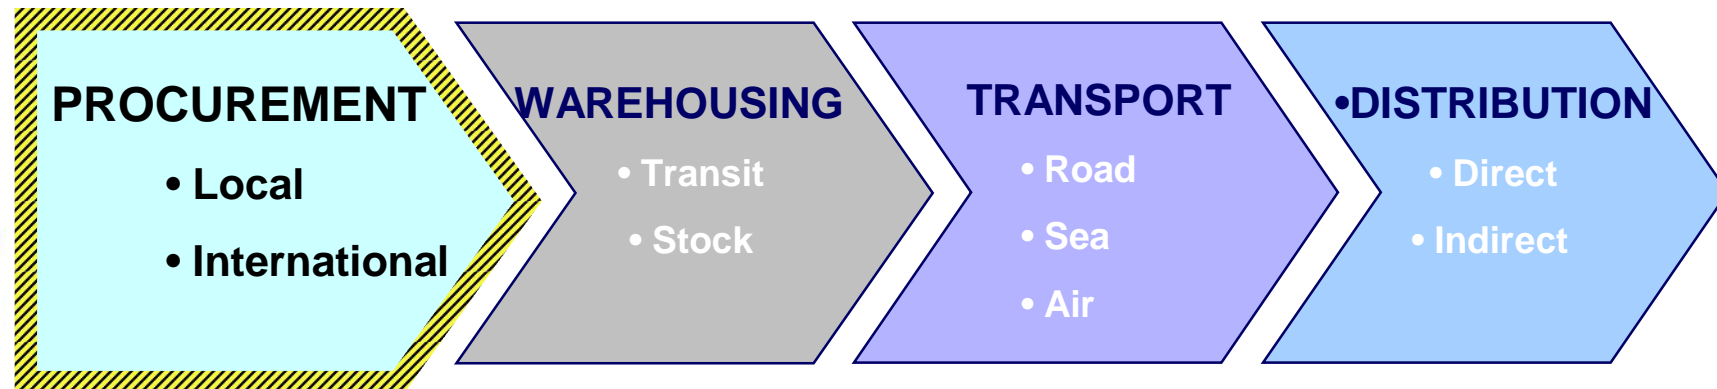 PROCUREMENT
• Local
• International
WAREHOUSING
• Transit
• Stock
TRANSPORT
• Road
• Sea
• Air
•DISTRIBUTION
• Direct
• Indirect